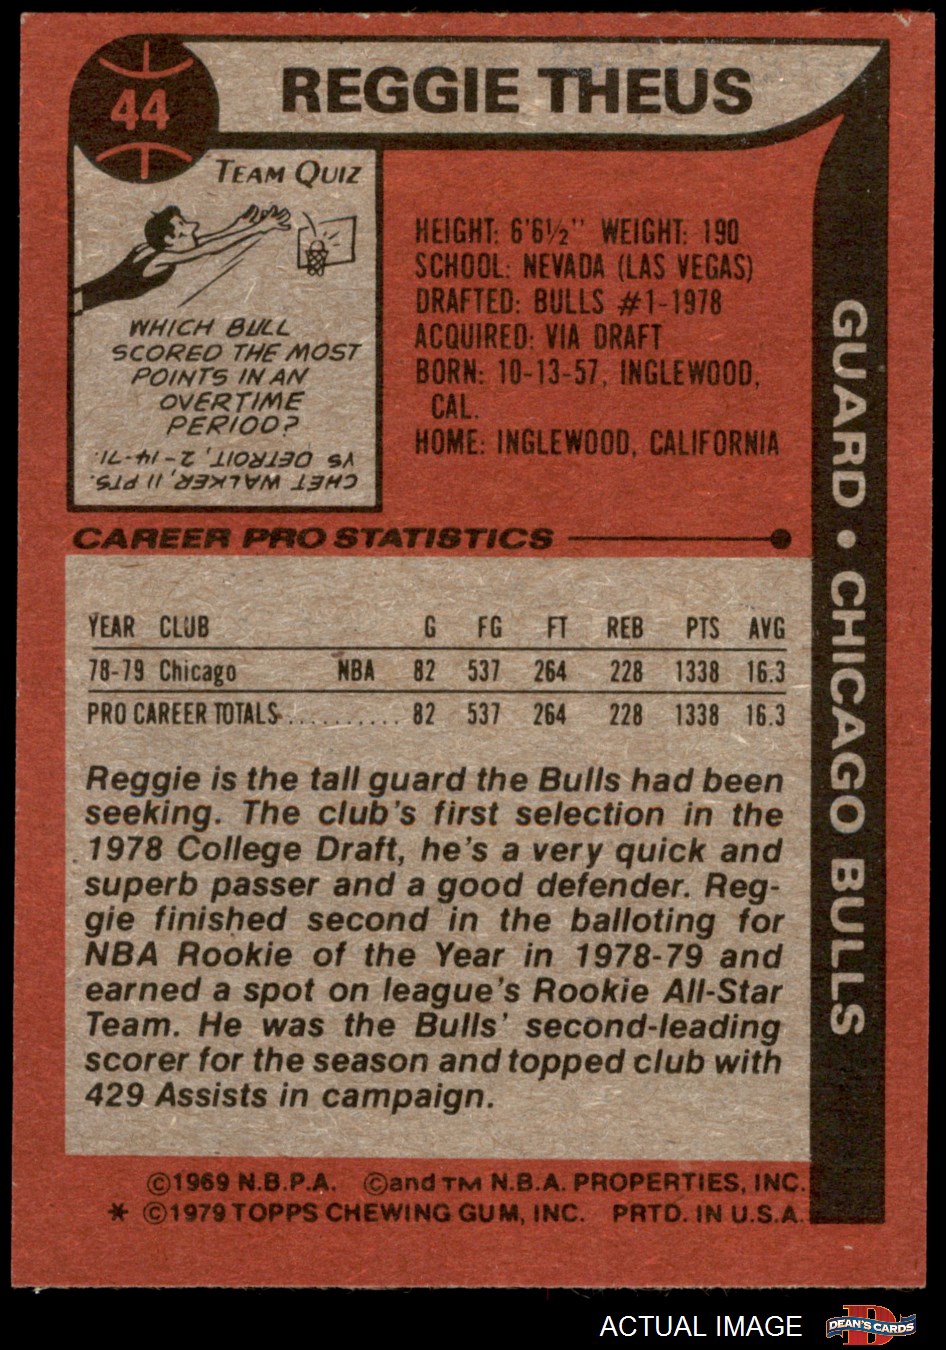 44
REGGIE THEUS
TEAM QUIZ
WHICH BULL
SCORED THE MOST
POINTS IN AN
OVERTIME
PERIOD?
CHET WALKER, 11 PTS.
VS DETROIT, 2-14-71.
HEIGHT: 6'6½" WEIGHT: 190
SCHOOL: NEVADA (LAS VEGAS)
DRAFTED: BULLS #1-1978
ACQUIRED: VIA DRAFT
BORN: 10-13-57, INGLEWOOD,
CAL.
HOME: INGLEWOOD, CALIFORNIA
GUARD • CHICAGO BULLS
CAREER PRO STATISTICS
YEAR CLUB G FG FT REB PTS AVG
78-79 Chicago NBA 82 537 264 228 1338 16.3
PRO CAREER TOTALS........... 82 537 264 228 1338 16.3
Reggie is the tall guard the Bulls had been
seeking. The club's first selection in the
1978 College Draft, he's a very quick and
superb passer and a good defender. Reg-
gie finished second in the balloting for
NBA Rookie of the Year in 1978-79 and
earned a spot on league's Rookie All-Star
Team. He was the Bulls' second-leading
scorer for the season and topped club with
429 Assists in campaign.
©1969 N.B.P.A. ©and TM N.B.A. PROPERTIES, INC.
* ©1979 TOPPS CHEWING GUM, INC. PRTD. IN U.S.A.
ACTUAL IMAGE
DEAN'S CARDS